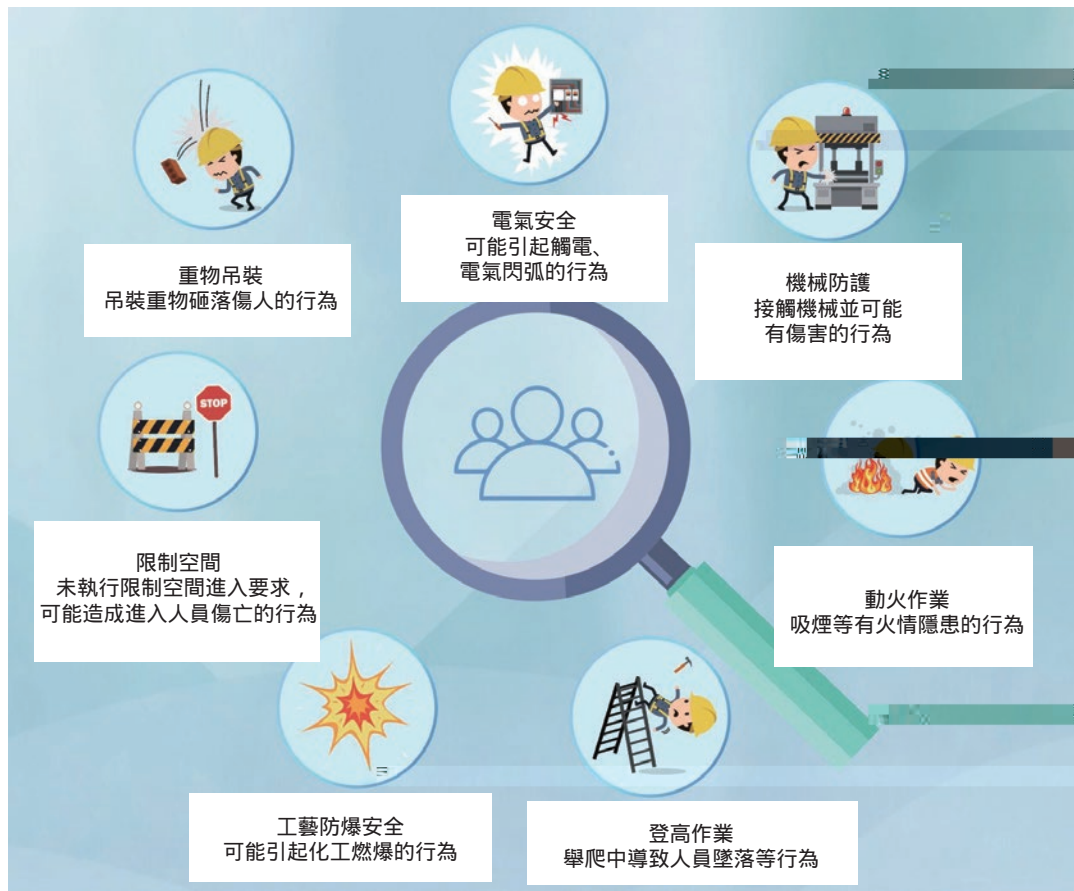 重物吊裝
吊裝重物砸落傷人的行為
電氣安全
可能引起觸電、
電氣閃弧的行為
機械防護
接觸機械並可能
有傷害的行為
STOP
限制空間
未執行限制空間進入要求，
可能造成進入人員傷亡的行為
動火作業
吸煙等有火情隱患的行為
工藝防爆安全
可能引起化工燃爆的行為
登高作業
舉爬中導致人員墜落等行為